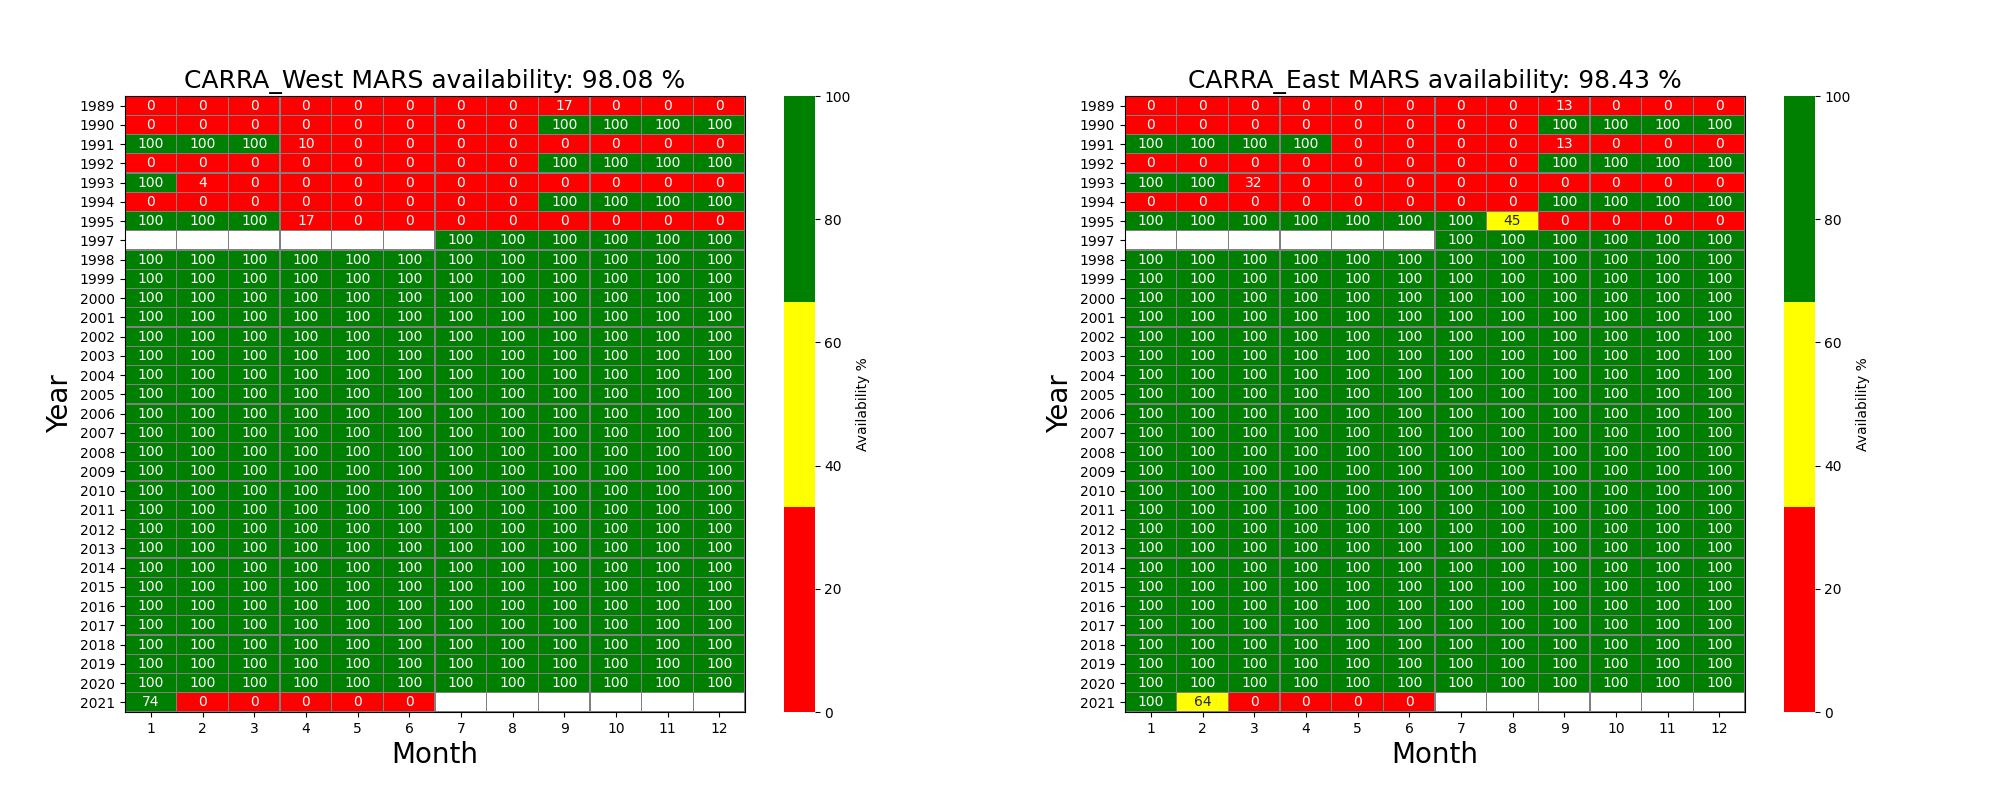 CARRA_West MARS availability: 98.08 %
1989 0 0 0 0 0 0 0 0 17 0 0 0
1990 0 0 0 0 0 0 0 0 100 100 100 100
1991 100 100 100 10 0 0 0 0 0 0 0 0
1992 0 0 0 0 0 0 0 0 100 100 100 100
1993 100 4 0 0 0 0 0 0 0 0 0 0
1994 0 0 0 0 0 0 0 0 100 100 100 100
1995 100 100 100 17 0 0 0 0 0 0 0 0
1997 100 100 100 100 100 100
1998 100 100 100 100 100 100 100 100 100 100 100 100
1999 100 100 100 100 100 100 100 100 100 100 100 100
2000 100 100 100 100 100 100 100 100 100 100 100 100
2001 100 100 100 100 100 100 100 100 100 100 100 100
2002 100 100 100 100 100 100 100 100 100 100 100 100
2003 100 100 100 100 100 100 100 100 100 100 100 100
2004 100 100 100 100 100 100 100 100 100 100 100 100
2005 100 100 100 100 100 100 100 100 100 100 100 100
2006 100 100 100 100 100 100 100 100 100 100 100 100
2007 100 100 100 100 100 100 100 100 100 100 100 100
2008 100 100 100 100 100 100 100 100 100 100 100 100
2009 100 100 100 100 100 100 100 100 100 100 100 100
2010 100 100 100 100 100 100 100 100 100 100 100 100
2011 100 100 100 100 100 100 100 100 100 100 100 100
2012 100 100 100 100 100 100 100 100 100 100 100 100
2013 100 100 100 100 100 100 100 100 100 100 100 100
2014 100 100 100 100 100 100 100 100 100 100 100 100
2015 100 100 100 100 100 100 100 100 100 100 100 100
2016 100 100 100 100 100 100 100 100 100 100 100 100
2017 100 100 100 100 100 100 100 100 100 100 100 100
2018 100 100 100 100 100 100 100 100 100 100 100 100
2019 100 100 100 100 100 100 100 100 100 100 100 100
2020 100 100 100 100 100 100 100 100 100 100 100 100
2021 74 0 0 0 0 0
1 2 3 4 5 6 7 8 9 10 11 12
Month
Year
100
80
60
40
20
0
Availability %
CARRA_East MARS availability: 98.43 %
1989 0 0 0 0 0 0 0 0 13 0 0 0
1990 0 0 0 0 0 0 0 0 100 100 100 100
1991 100 100 100 100 0 0 0 0 13 0 0 0
1992 0 0 0 0 0 0 0 0 100 100 100 100
1993 100 100 32 0 0 0 0 0 0 0 0 0
1994 0 0 0 0 0 0 0 0 100 100 100 100
1995 100 100 100 100 100 100 100 45 0 0 0 0
1997 100 100 100 100 100 100
1998 100 100 100 100 100 100 100 100 100 100 100 100
1999 100 100 100 100 100 100 100 100 100 100 100 100
2000 100 100 100 100 100 100 100 100 100 100 100 100
2001 100 100 100 100 100 100 100 100 100 100 100 100
2002 100 100 100 100 100 100 100 100 100 100 100 100
2003 100 100 100 100 100 100 100 100 100 100 100 100
2004 100 100 100 100 100 100 100 100 100 100 100 100
2005 100 100 100 100 100 100 100 100 100 100 100 100
2006 100 100 100 100 100 100 100 100 100 100 100 100
2007 100 100 100 100 100 100 100 100 100 100 100 100
2008 100 100 100 100 100 100 100 100 100 100 100 100
2009 100 100 100 100 100 100 100 100 100 100 100 100
2010 100 100 100 100 100 100 100 100 100 100 100 100
2011 100 100 100 100 100 100 100 100 100 100 100 100
2012 100 100 100 100 100 100 100 100 100 100 100 100
2013 100 100 100 100 100 100 100 100 100 100 100 100
2014 100 100 100 100 100 100 100 100 100 100 100 100
2015 100 100 100 100 100 100 100 100 100 100 100 100
2016 100 100 100 100 100 100 100 100 100 100 100 100
2017 100 100 100 100 100 100 100 100 100 100 100 100
2018 100 100 100 100 100 100 100 100 100 100 100 100
2019 100 100 100 100 100 100 100 100 100 100 100 100
2020 100 100 100 100 100 100 100 100 100 100 100 100
2021 100 64 0 0 0 0
1 2 3 4 5 6 7 8 9 10 11 12
Month
Year
100
80
60
40
20
0
Availability %